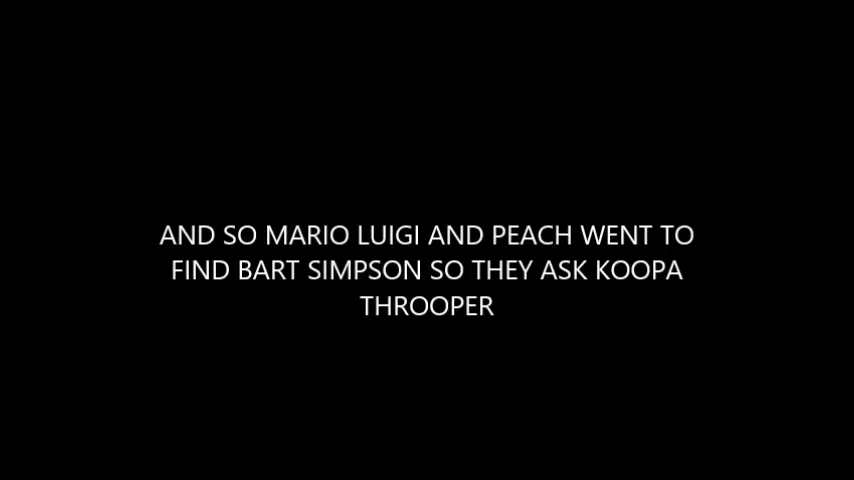 AND SO MARIO LUIGI AND PEACH WENT TO
FIND BART SIMPSON SO THEY ASK KOOPA
THROOPER